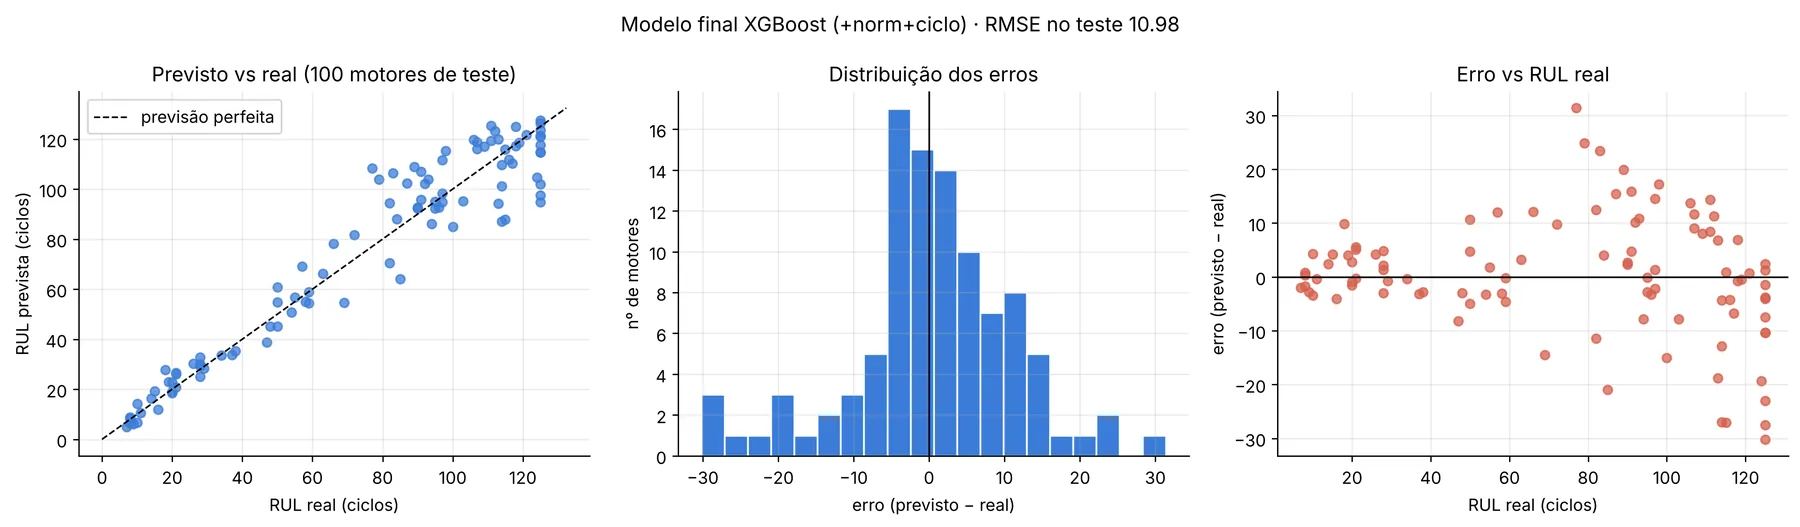 Modelo final XGBoost (+norm+ciclo) · RMSE no teste 10.98
Previsto vs real (100 motores de teste)
previsão perfeita
RUL prevista (ciclos)
120
100
80
60
40
20
0
0 20 40 60 80 100 120
RUL real (ciclos)
Distribuição dos erros
nº de motores
16
14
12
10
8
6
4
2
0
−30 −20 −10 0 10 20 30
erro (previsto − real)
Erro vs RUL real
erro (previsto − real)
30
20
10
0
−10
−20
−30
20 40 60 80 100 120
RUL real (ciclos)